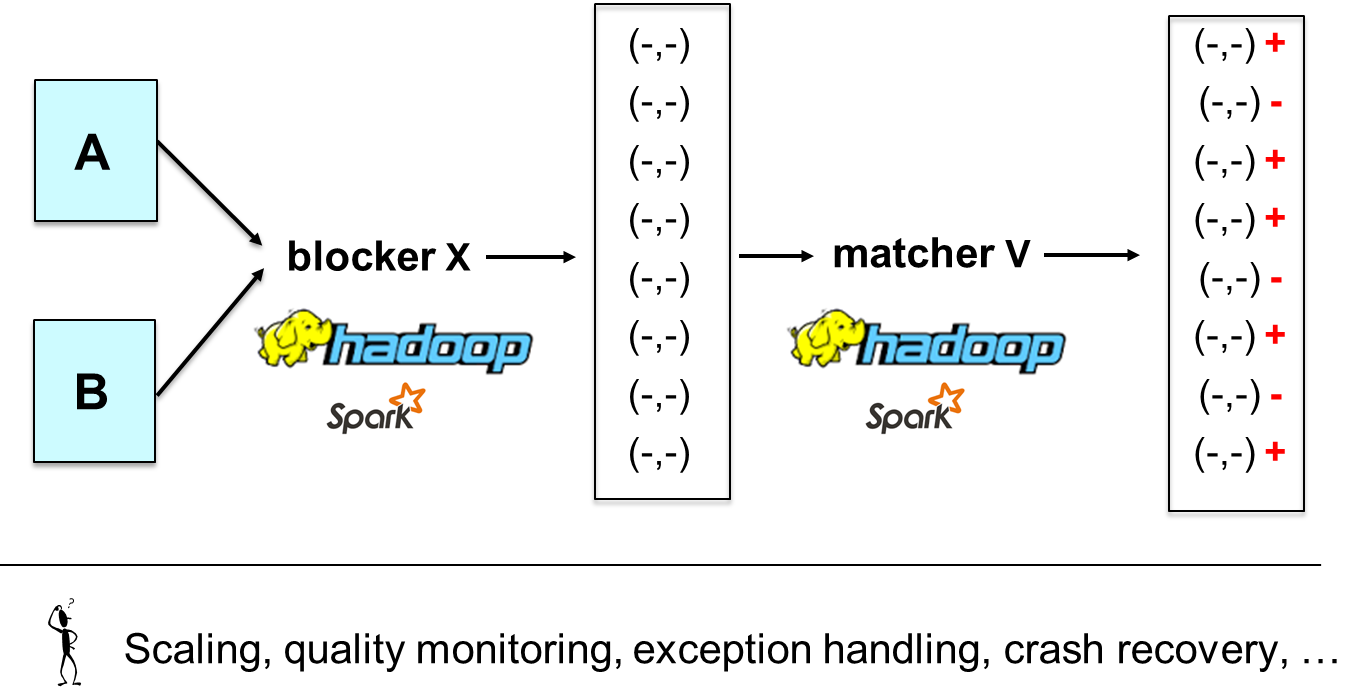 A
B
blocker X
hadoop
Spark
(-,-)
(-,-)
(-,-)
(-,-)
(-,-)
(-,-)
(-,-)
(-,-)
matcher V
hadoop
Spark
(-,-) +
(-,-) -
(-,-) +
(-,-) +
(-,-) -
(-,-) +
(-,-) -
(-,-) +
?
Scaling, quality monitoring, exception handling, crash recovery, …